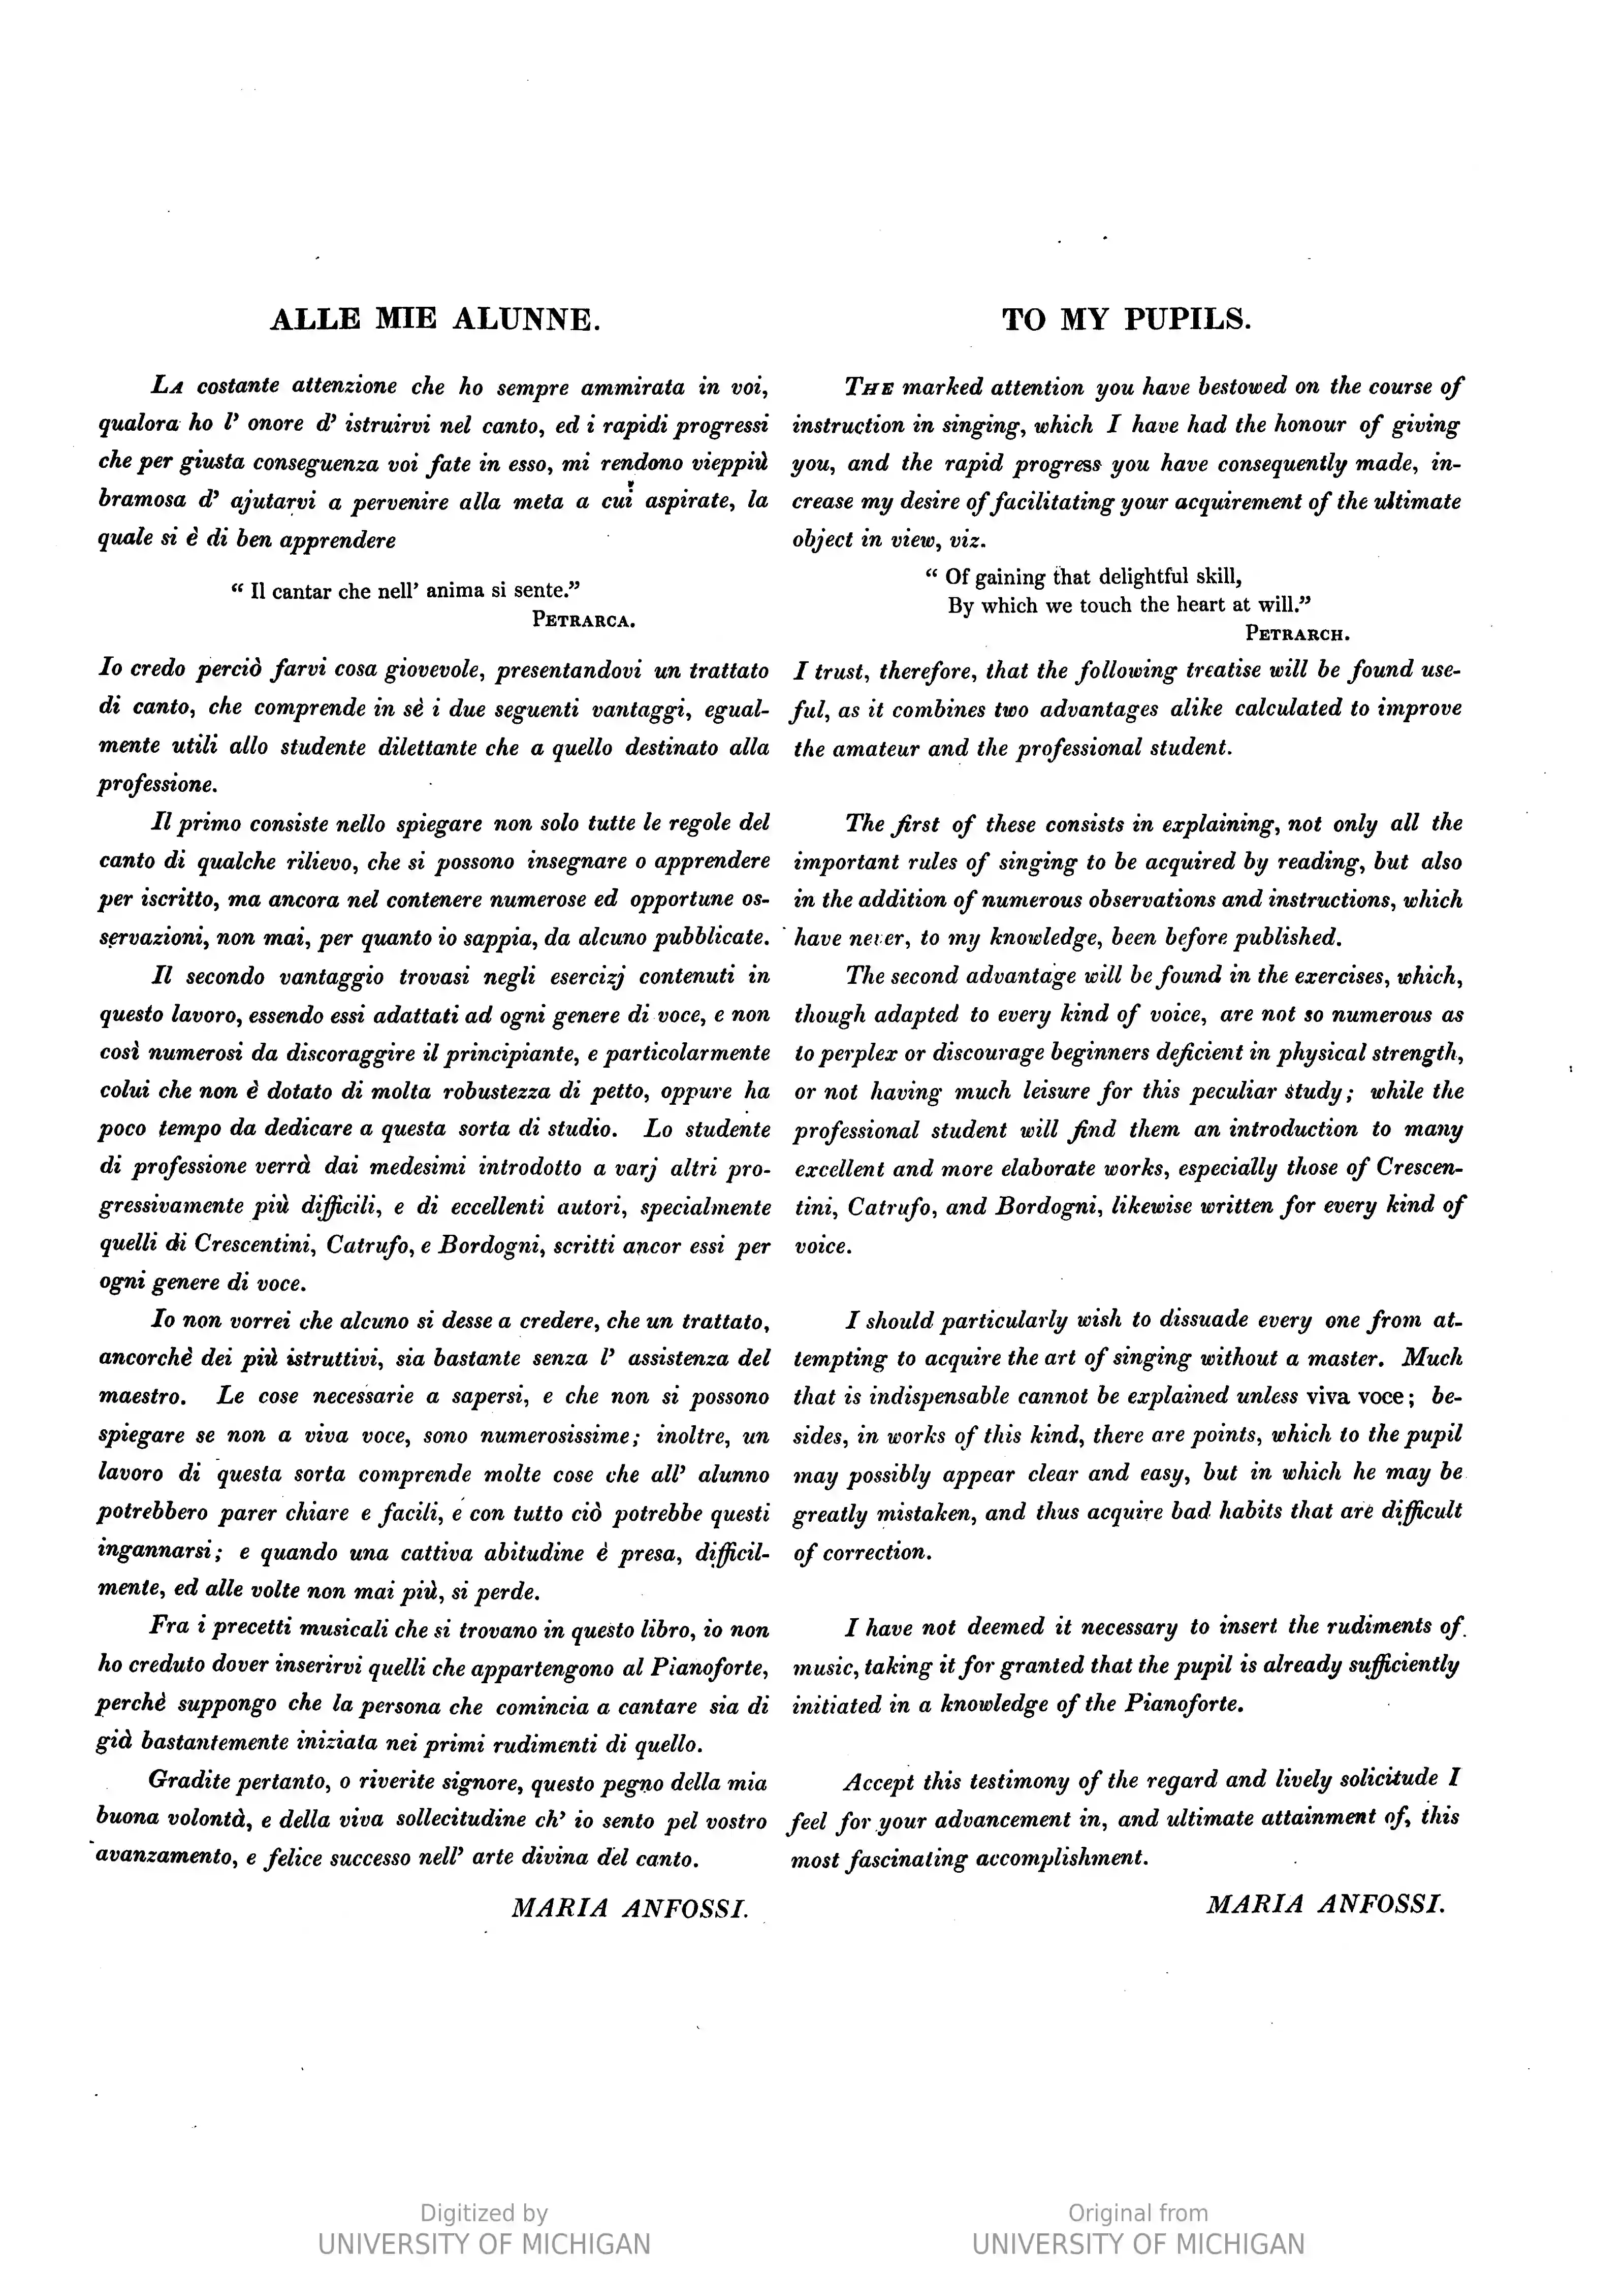 ALLE MIE ALUNNE.
LA costante attenzione che ho sempre ammirata in voi,
qualora ho l' onore d' istruirvi nel canto, ed i rapidi progressi
che per giusta conseguenza voi fate in esso, mi rendono vieppiù
bramosa d' ajutarvi a pervenire alla meta a cui aspirate, la
quale si è di ben apprendere
“ Il cantar che nell' anima si sente.”
PETRARCA.
Io credo perciò farvi cosa giovevole, presentandovi un trattato
di canto, che comprende in sè i due seguenti vantaggi, egual-
mente utili allo studente dilettante che a quello destinato alla
professione.
Il primo consiste nello spiegare non solo tutte le regole del
canto di qualche rilievo, che si possono insegnare o apprendere
per iscritto, ma ancora nel contenere numerose ed opportune os-
servazioni, non mai, per quanto io sappia, da alcuno pubblicate.
Il secondo vantaggio trovasi negli esercizj contenuti in
questo lavoro, essendo essi adattati ad ogni genere di voce, e non
così numerosi da discoraggire il principiante, e particolarmente
colui che non è dotato di molta robustezza di petto, oppure ha
poco tempo da dedicare a questa sorta di studio. Lo studente
di professione verrà dai medesimi introdotto a varj altri pro-
gressivamente più difficili, e di eccellenti autori, specialmente
quelli di Crescentini, Catrufo, e Bordogni, scritti ancor essi per
ogni genere di voce.
Io non vorrei che alcuno si desse a credere, che un trattato,
ancorchè dei più istruttivi, sia bastante senza l' assistenza del
maestro. Le cose necessarie a sapersi, e che non si possono
spiegare se non a viva voce, sono numerosissime; inoltre, un
lavoro di questa sorta comprende molte cose che all' alunno
potrebbero parer chiare e facili, e con tutto ciò potrebbe questi
ingannarsi; e quando una cattiva abitudine è presa, difficil-
mente, ed alle volte non mai più, si perde.
Fra i precetti musicali che si trovano in questo libro, io non
ho creduto dover inserirvi quelli che appartengono al Pianoforte,
perchè suppongo che la persona che comincia a cantare sia di
già bastantemente iniziata nei primi rudimenti di quello.
Gradite pertanto, o riverite signore, questo pegno della mia
buona volontà, e della viva sollecitudine ch' io sento pel vostro
avanzamento, e felice successo nell' arte divina del canto.
MARIA ANFOSSI.
TO MY PUPILS.
THE marked attention you have bestowed on the course of
instruction in singing, which I have had the honour of giving
you, and the rapid progress you have consequently made, in-
crease my desire of facilitating your acquirement of the ultimate
object in view, viz.
“ Of gaining that delightful skill,
By which we touch the heart at will.”
PETRARCH.
I trust, therefore, that the following treatise will be found use-
ful, as it combines two advantages alike calculated to improve
the amateur and the professional student.
The first of these consists in explaining, not only all the
important rules of singing to be acquired by reading, but also
in the addition of numerous observations and instructions, which
have never, to my knowledge, been before published.
The second advantage will be found in the exercises, which,
though adapted to every kind of voice, are not so numerous as
to perplex or discourage beginners deficient in physical strength,
or not having much leisure for this peculiar study; while the
professional student will find them an introduction to many
excellent and more elaborate works, especially those of Crescen-
tini, Catrufo, and Bordogni, likewise written for every kind of
voice.
I should particularly wish to dissuade every one from at-
tempting to acquire the art of singing without a master. Much
that is indispensable cannot be explained unless viva voce; be-
sides, in works of this kind, there are points, which to the pupil
may possibly appear clear and easy, but in which he may be
greatly mistaken, and thus acquire bad habits that are difficult
of correction.
I have not deemed it necessary to insert the rudiments of
music, taking it for granted that the pupil is already sufficiently
initiated in a knowledge of the Pianoforte.
Accept this testimony of the regard and lively solicitude I
feel for your advancement in, and ultimate attainment of, this
most fascinating accomplishment.
MARIA ANFOSSI.
Digitized by
UNIVERSITY OF MICHIGAN
Original from
UNIVERSITY OF MICHIGAN